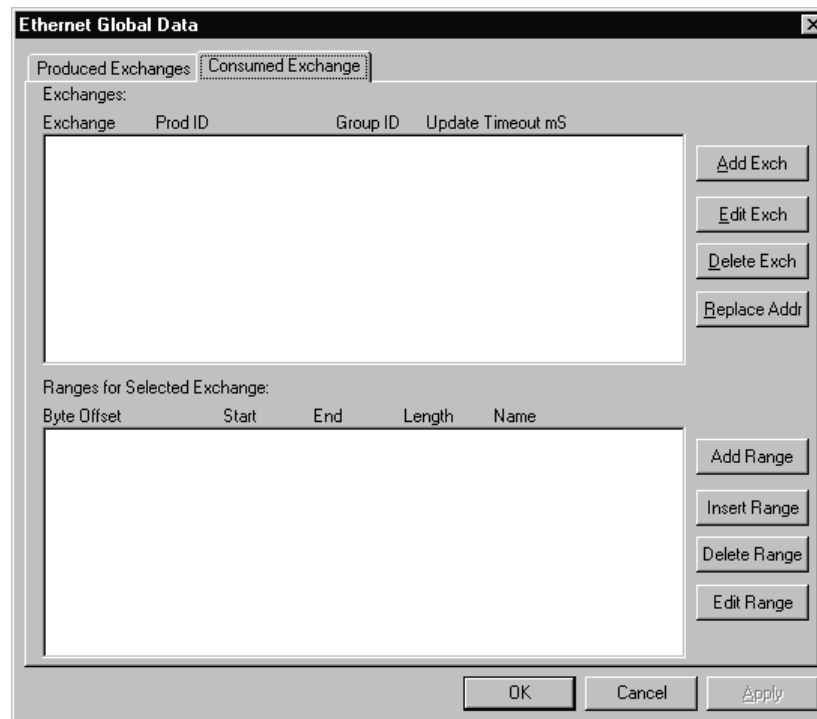 Ethernet Global Data
Produced Exchanges Consumed Exchange
Exchanges:
Exchange Prod ID Group ID Update Timeout mS
Add Exch
Edit Exch
Delete Exch
Replace Addr
Ranges for Selected Exchange:
Byte Offset Start End Length Name
Add Range
Insert Range
Delete Range
Edit Range
OK Cancel Apply